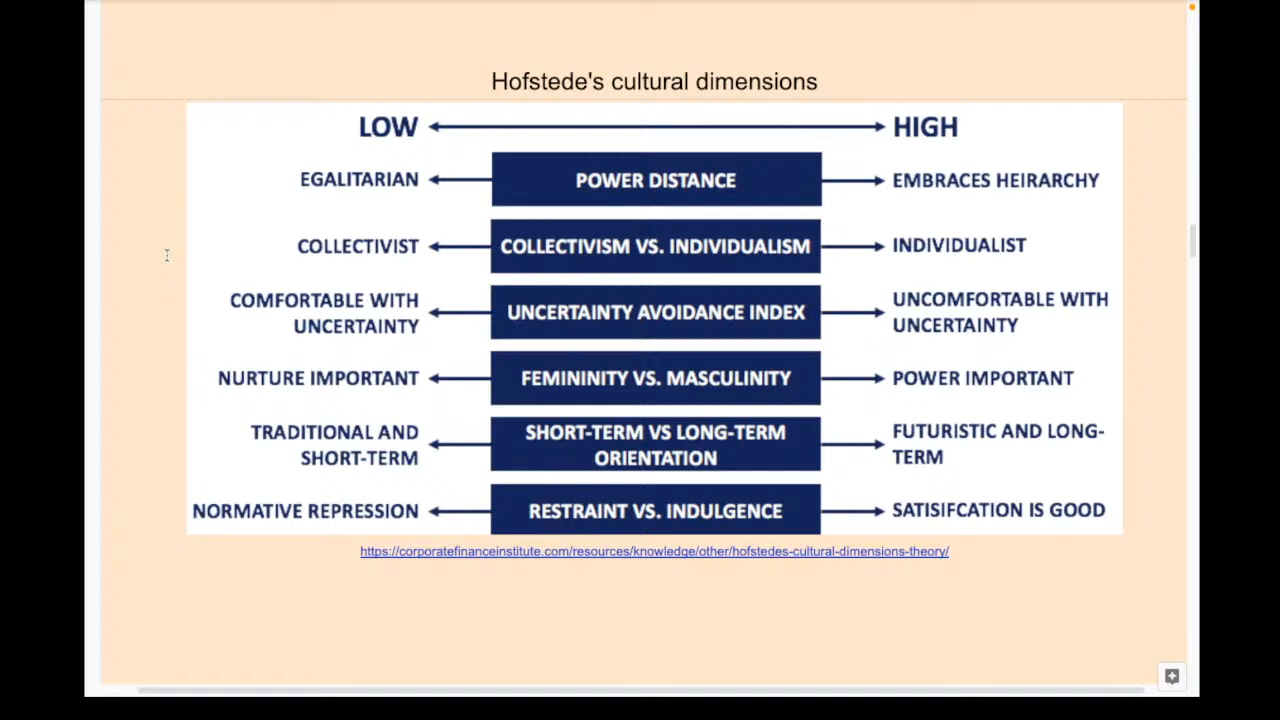 Hofstede's cultural dimensions
LOW HIGH
EGALITARIAN POWER DISTANCE EMBRACES HEIRARCHY
COLLECTIVIST COLLECTIVISM VS. INDIVIDUALISM INDIVIDUALIST
COMFORTABLE WITH
UNCERTAINTY
UNCERTAINTY AVOIDANCE INDEX
UNCOMFORTABLE WITH
UNCERTAINTY
NURTURE IMPORTANT FEMININITY VS. MASCULINITY POWER IMPORTANT
TRADITIONAL AND
SHORT-TERM
SHORT-TERM VS LONG-TERM
ORIENTATION
FUTURISTIC AND LONG-
TERM
NORMATIVE REPRESSION RESTRAINT VS. INDULGENCE SATISIFCATION IS GOOD
https://corporatefinanceinstitute.com/resources/knowledge/other/hofstedes-cultural-dimensions-theory/